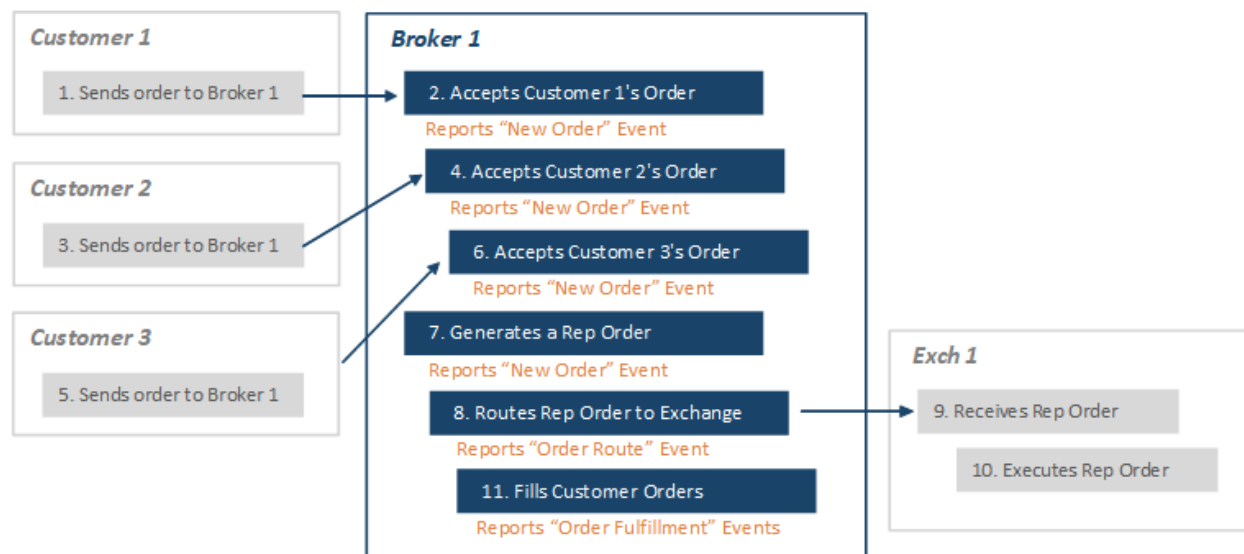 Customer 1
1. Sends order to Broker 1
Customer 2
3. Sends order to Broker 1
Customer 3
5. Sends order to Broker 1
Broker 1
2. Accepts Customer 1's Order
Reports “New Order” Event
4. Accepts Customer 2's Order
Reports “New Order” Event
6. Accepts Customer 3's Order
Reports “New Order” Event
7. Generates a Rep Order
Reports “New Order” Event
8. Routes Rep Order to Exchange
Reports “Order Route” Event
11. Fills Customer Orders
Reports “Order Fulfillment” Events
Exch 1
9. Receives Rep Order
10. Executes Rep Order